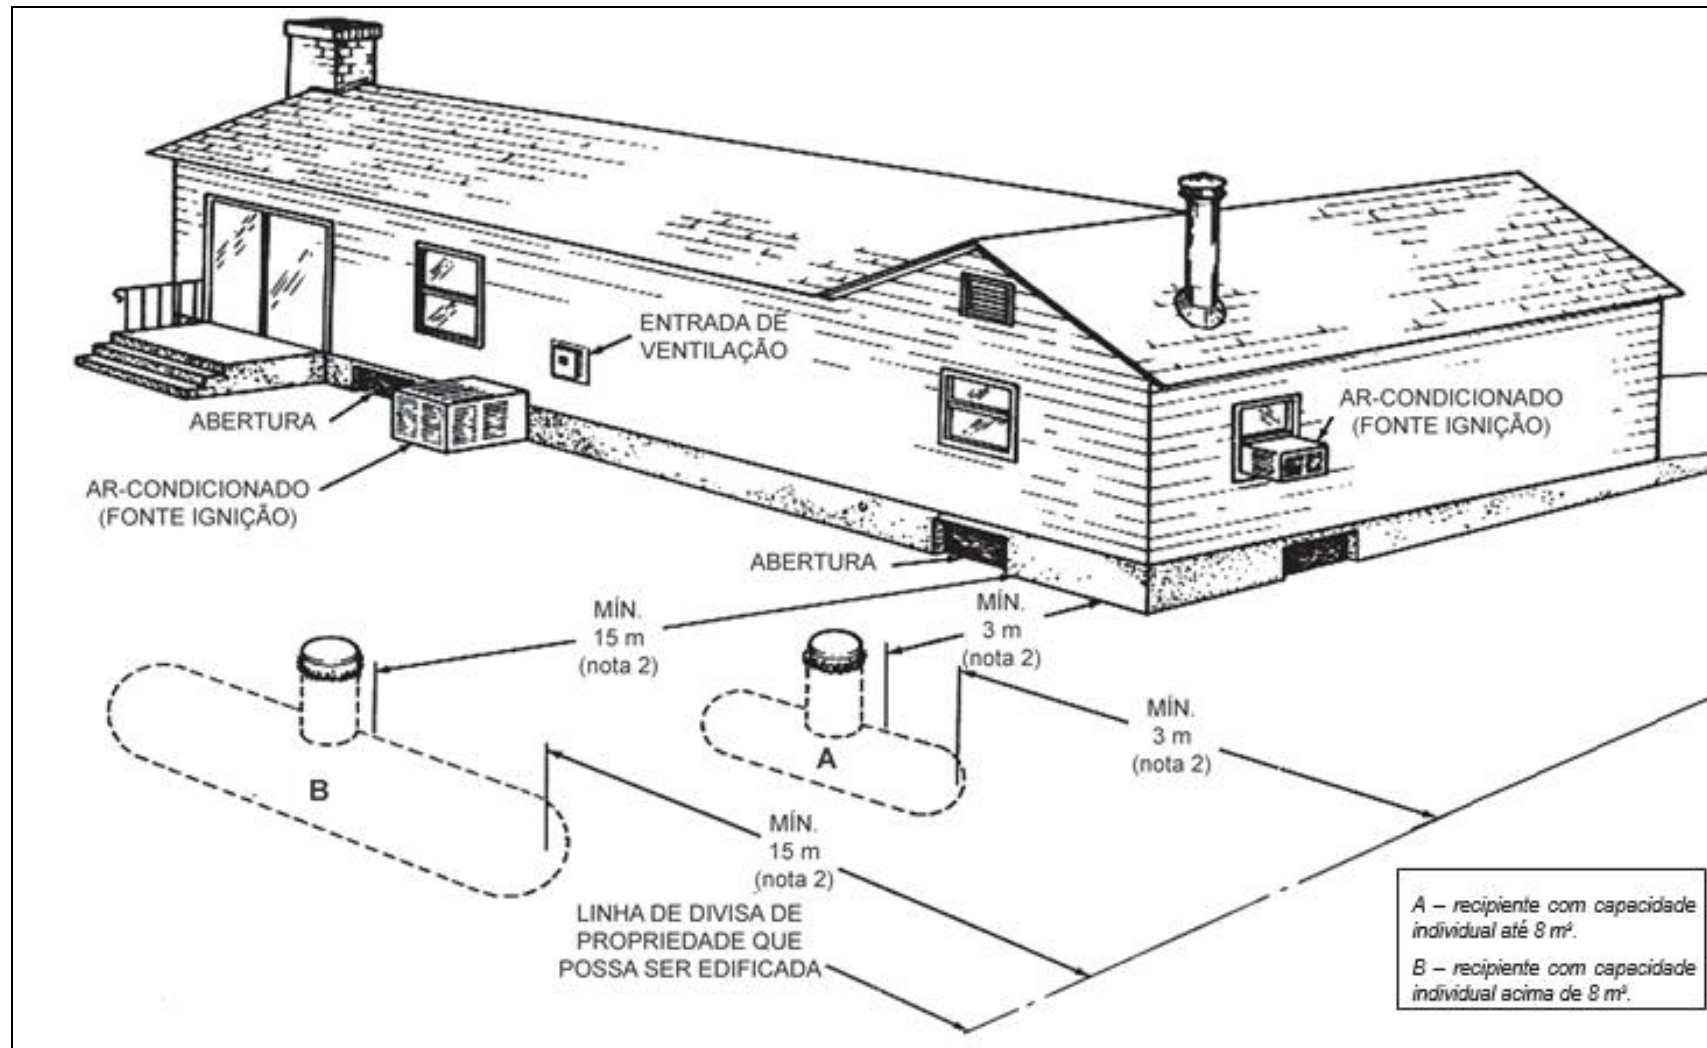 ENTRADA DE
VENTILAÇÃO
ABERTURA
AR-CONDICIONADO
(FONTE IGNIÇÃO)
AR-CONDICIONADO
(FONTE IGNIÇÃO)
ABERTURA
MÍN.
15 m
(nota 2)
MÍN.
3 m
(nota 2)
MÍN.
3 m
(nota 2)
A
B
MÍN.
15 m
(nota 2)
LINHA DE DIVISA DE
PROPRIEDADE QUE
POSSA SER EDIFICADA
A – recipiente com capacidade
individual até 8 m³.
B – recipiente com capacidade
individual acima de 8 m³.